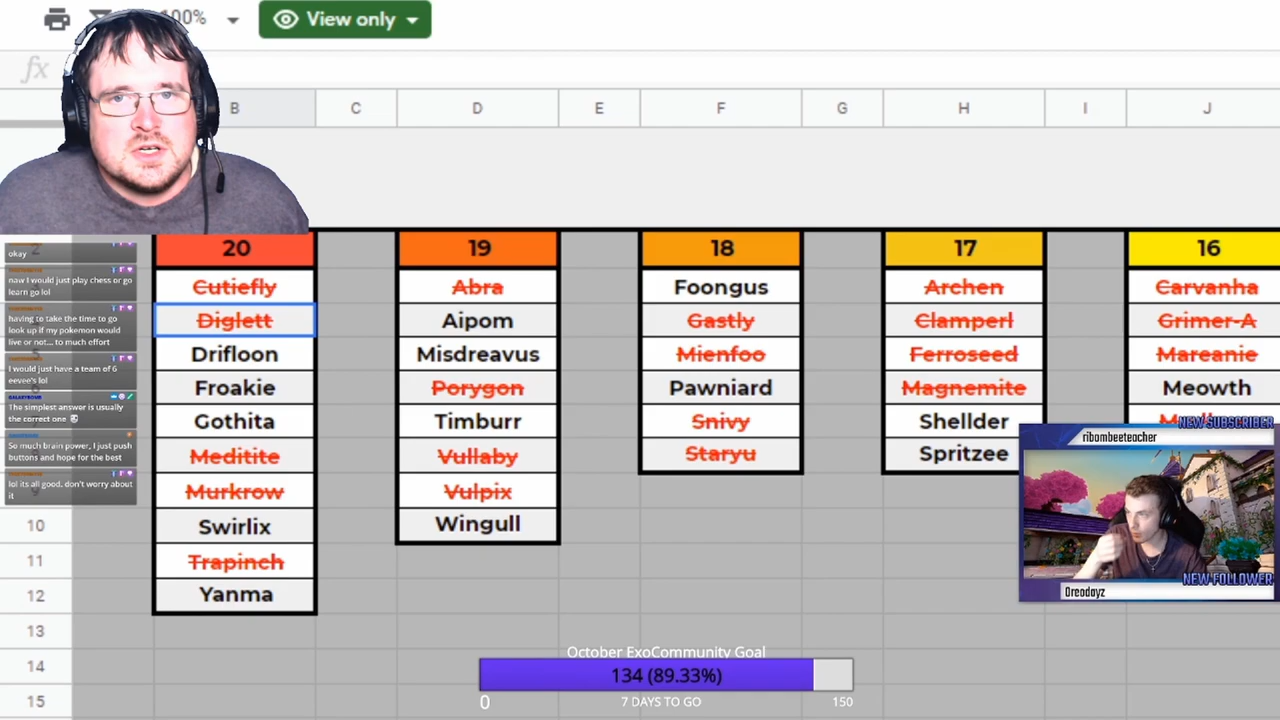 100%
View only
fx
B C D E F G H I J
20 19 18 17 16
Cutiefly Abra Foongus Archen Carvanha
Diglett Aipom Gastly Clamperl Grimer-A
Drifloon Misdreavus Mienfoo Ferroseed Mareanie
Froakie Porygon Pawniard Magnemite Meowth
Gothita Timburr Snivy Shellder
Meditite Vullaby Staryu Spritzee
Murkrow Vulpix
10 Swirlix Wingull
11 Trapinch
12 Yanma
13
14
15
okay
naw I would just play chess or go
learn go lol
having to take the time to go
look up if my pokemon would
live or not... to much effort
I would just have a team of 6
eevee's lol
The simplest answer is usually
the correct one
So much brain power, I just push
buttons and hope for the best
lol its all good. don't worry about
it
NEW SUBSCRIBER
ribombeeteacher
NEW FOLLOWER
Oreodayz
October ExoCommunity Goal
134 (89.33%)
0 7 DAYS TO GO 150